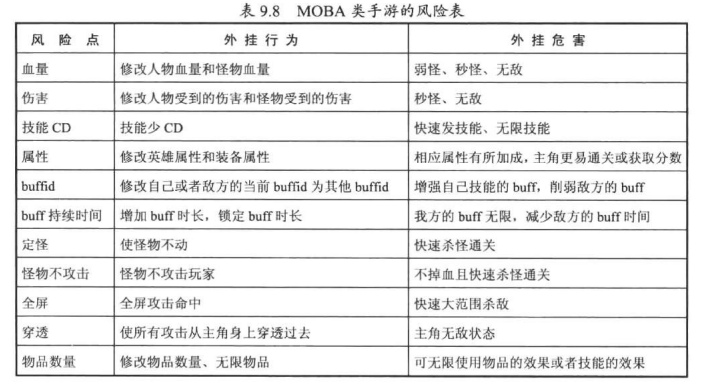 表 9.8 MOBA 类手游的风险表
风 险 点 外 挂 行 为 外 挂 危 害
血量 修改人物血量和怪物血量 弱怪、秒怪、无敌
伤害 修改人物受到的伤害和怪物受到的伤害 秒怪、无敌
技能 CD 技能少 CD 快速发技能、无限技能
属性 修改英雄属性和装备属性 相应属性有所加成，主角更易通关或获取分数
buffid 修改自己或者敌方的当前 buffid 为其他 buffid 增强自己技能的 buff，削弱敌方的 buff
buff 持续时间 增加 buff 时长，锁定 buff 时长 我方的 buff 无限，减少敌方的 buff 时间
定怪 使怪物不动 快速杀怪通关
怪物不攻击 怪物不攻击玩家 不掉血且快速杀怪通关
全屏 全屏攻击命中 快速大范围杀敌
穿透 使所有攻击从主角身上穿透过去 主角无敌状态
物品数量 修改物品数量、无限物品 可无限使用物品的效果或者技能的效果